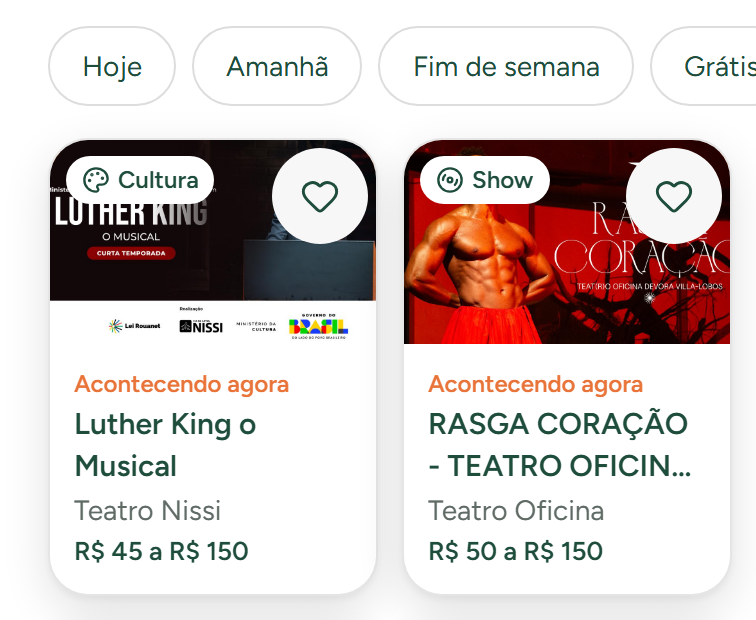 Hoje
Amanhã
Fim de semana
Grátis
Cultura
LUTHER KING
O MUSICAL
CURTA TEMPORADA
Realização
Lei Rouanet
NISSI
MINISTÉRIO DA
CULTURA
GOVERNO DO
BRASIL
DO LADO DO POVO BRASILEIRO
Acontecendo agora
Luther King o
Musical
Teatro Nissi
R$ 45 a R$ 150
Show
CORAÇÃO
TEAT(R)O OFICINA DEVORA VILLA-LOBOS
Acontecendo agora
RASGA CORAÇÃO
- TEATRO OFICIN...
Teatro Oficina
R$ 50 a R$ 150